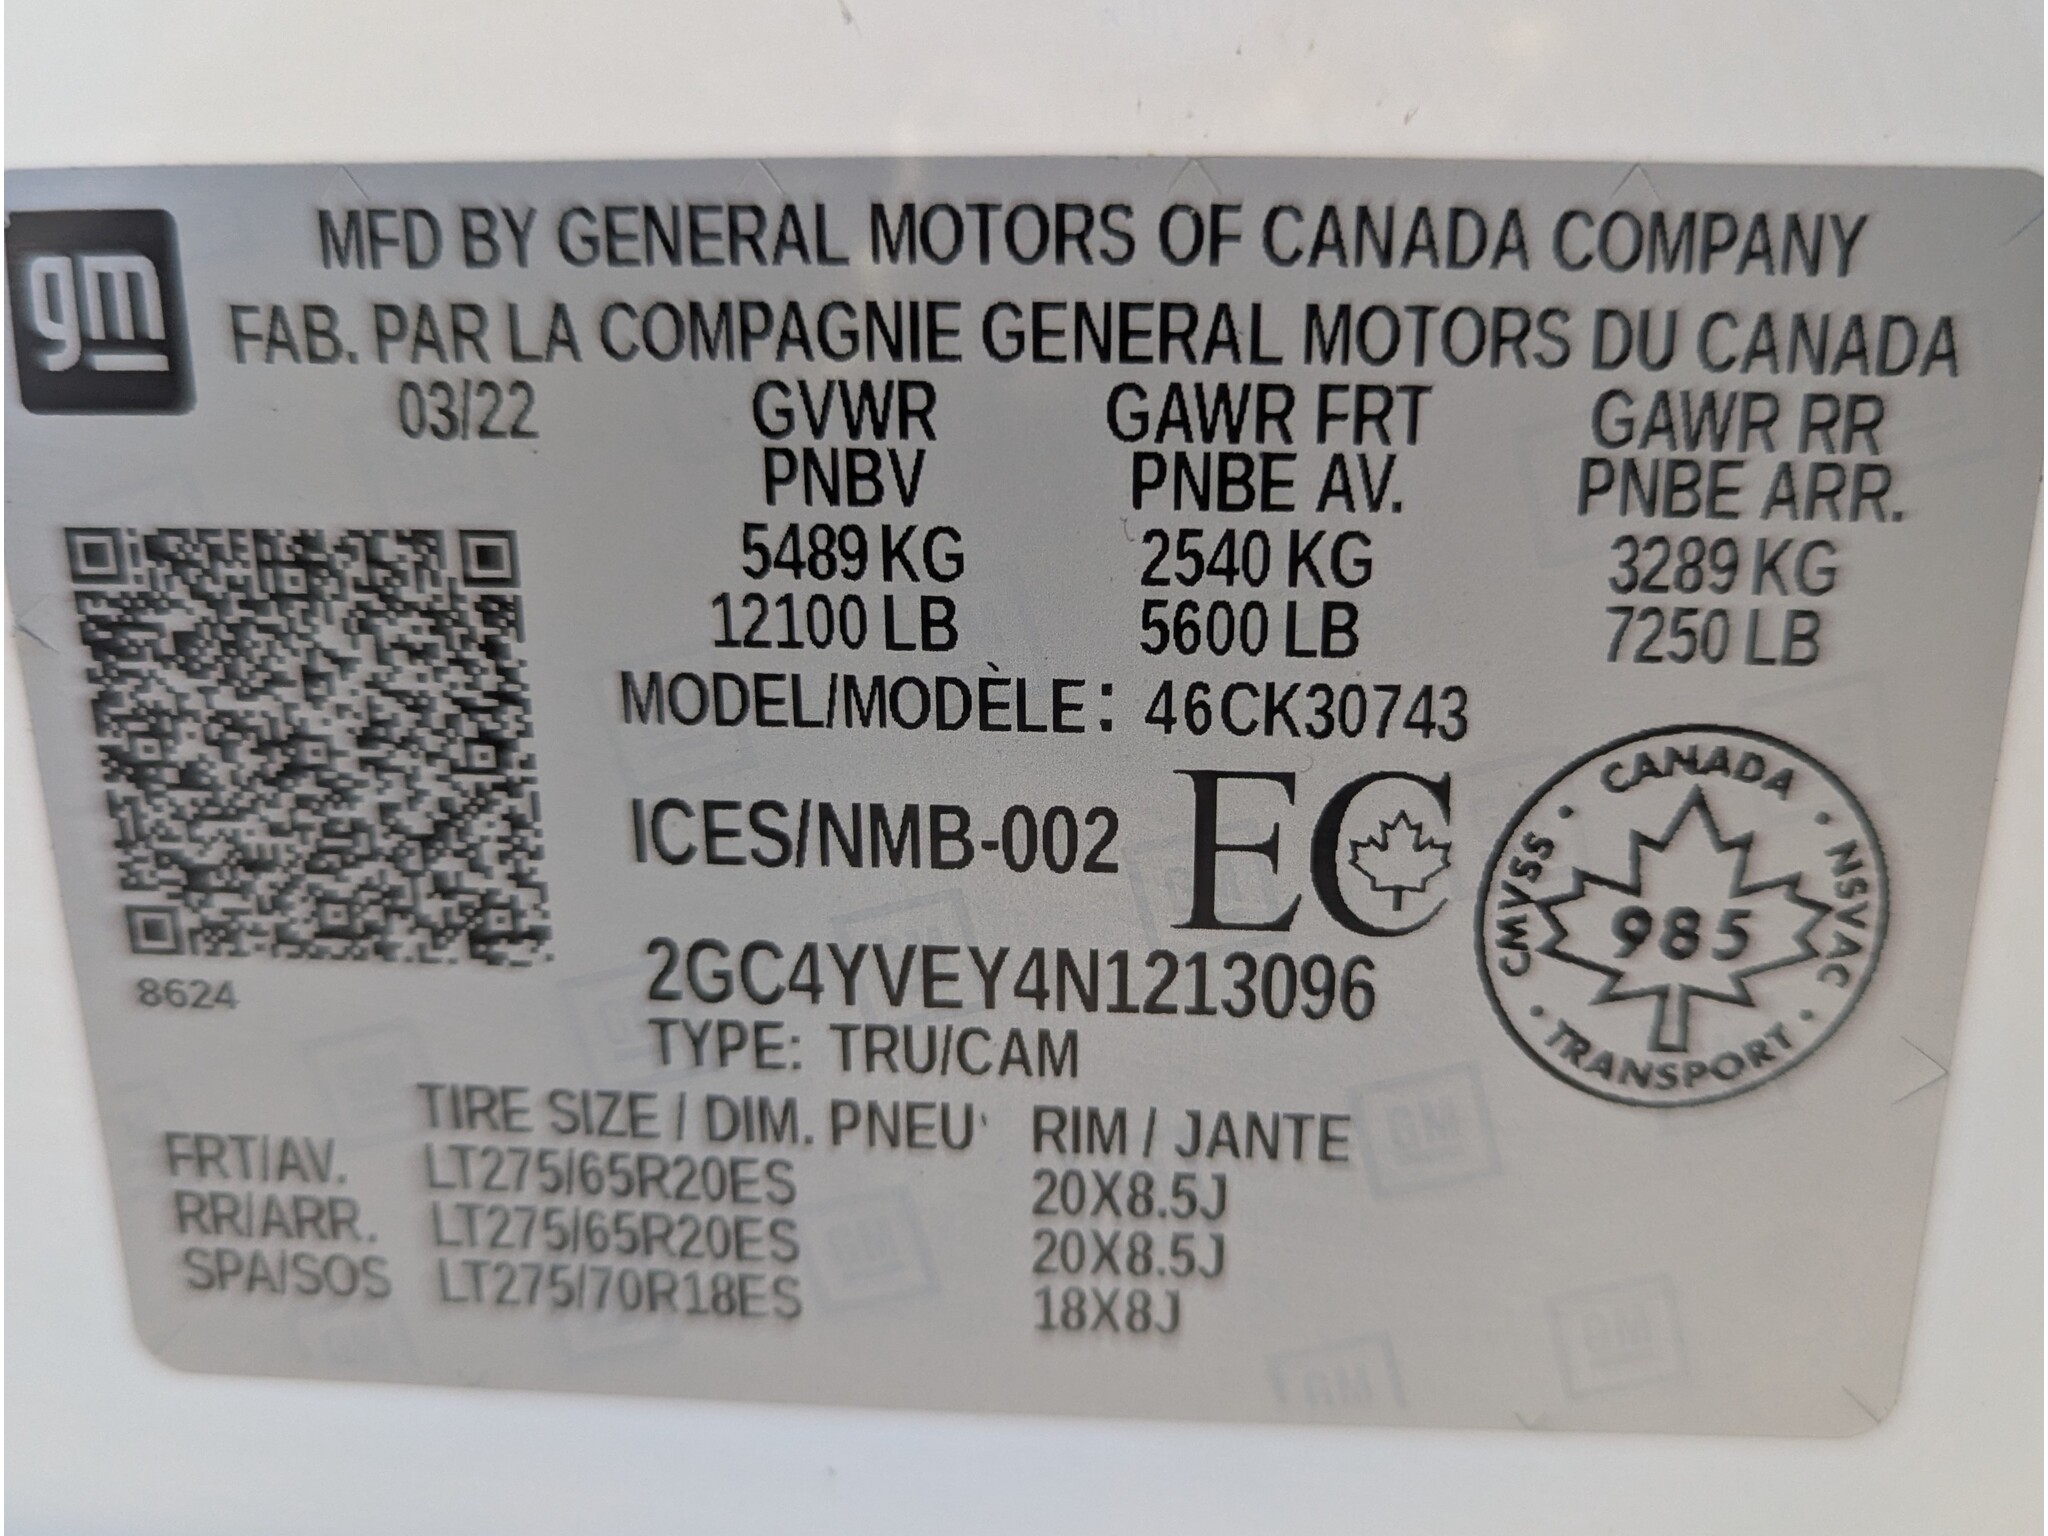 gm
MFD BY GENERAL MOTORS OF CANADA COMPANY
FAB. PAR LA COMPAGNIE GENERAL MOTORS DU CANADA
03/22 GVWR GAWR FRT GAWR RR
PNBV PNBE AV. PNBE ARR.
5489 KG 2540 KG 3289 KG
12100 LB 5600 LB 7250 LB
MODEL/MODÈLE: 46CK30743
ICES/NMB-002 EC
CANADA
CMVSS · 985 · NSVAC
TRANSPORT
2GC4YVEY4N1213096
8624
TYPE: TRU/CAM
TIRE SIZE / DIM. PNEU' RIM / JANTE
FRT/AV. LT275/65R20ES 20X8.5J
RR/ARR. LT275/65R20ES 20X8.5J
SPA/SOS LT275/70R18ES 18X8J
GM
GM
GM
GM